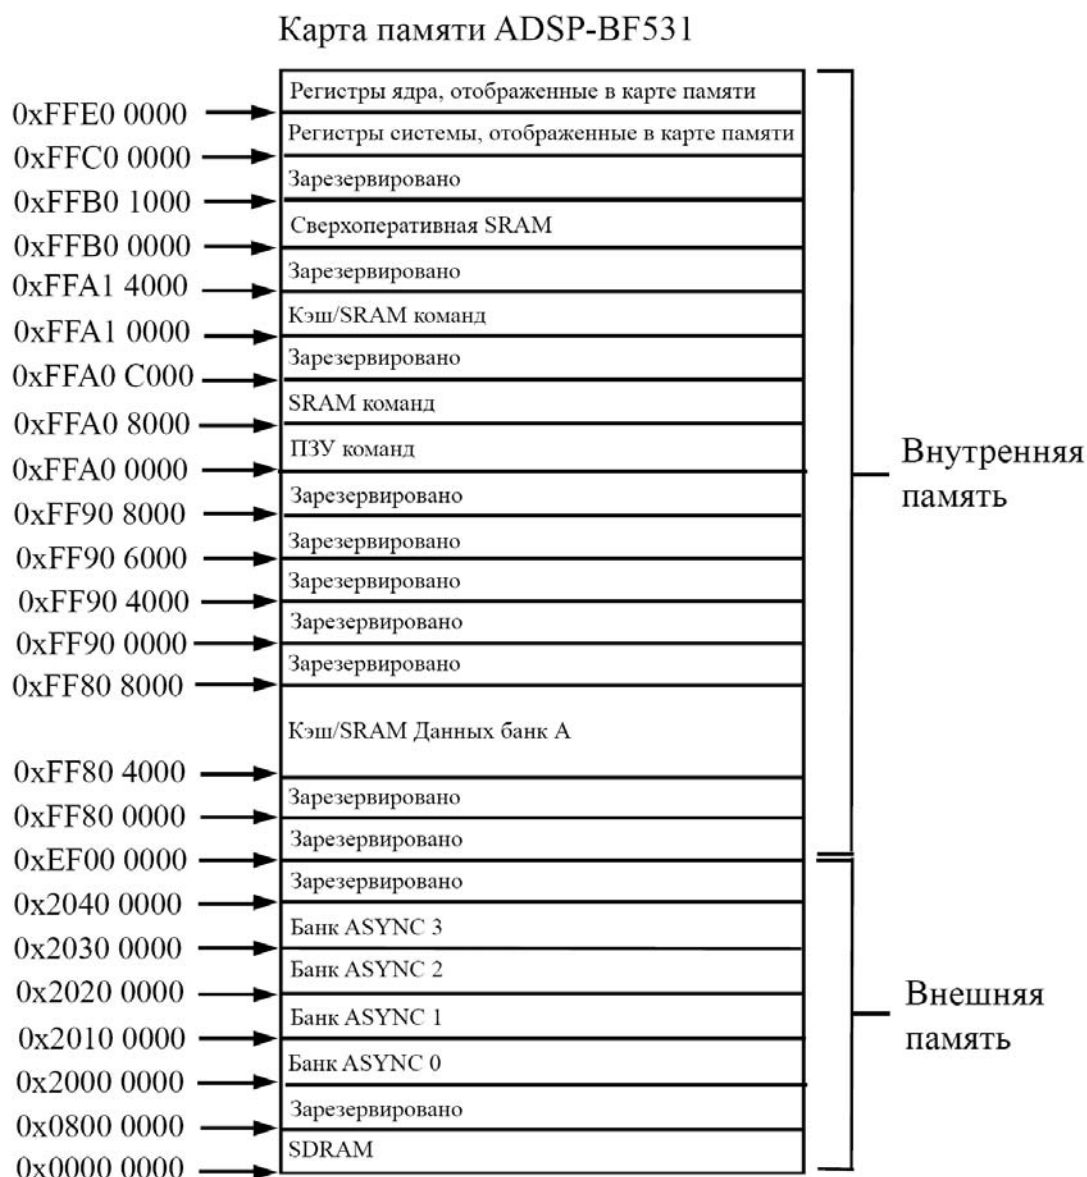 Карта памяти ADSP-BF531
Регистры ядра, отображенные в карте памяти
0xFFE0 0000
Регистры системы, отображенные в карте памяти
0xFFC0 0000
Зарезервировано
0xFFB0 1000
Сверхоперативная SRAM
0xFFB0 0000
Зарезервировано
0xFFA1 4000
Кэш/SRAM команд
0xFFA1 0000
Зарезервировано
0xFFA0 C000
SRAM команд
0xFFA0 8000
ПЗУ команд
0xFFA0 0000
Зарезервировано
0xFF90 8000
Зарезервировано
0xFF90 6000
Зарезервировано
0xFF90 4000
Зарезервировано
0xFF90 0000
Зарезервировано
0xFF80 8000
Кэш/SRAM Данных банк A
0xFF80 4000
Зарезервировано
0xFF80 0000
Зарезервировано
0xEF00 0000
Зарезервировано
0x2040 0000
Банк ASYNC 3
0x2030 0000
Банк ASYNC 2
0x2020 0000
Банк ASYNC 1
0x2010 0000
Банк ASYNC 0
0x2000 0000
Зарезервировано
0x0800 0000
SDRAM
0x0000 0000
Внутренняя
память
Внешняя
память